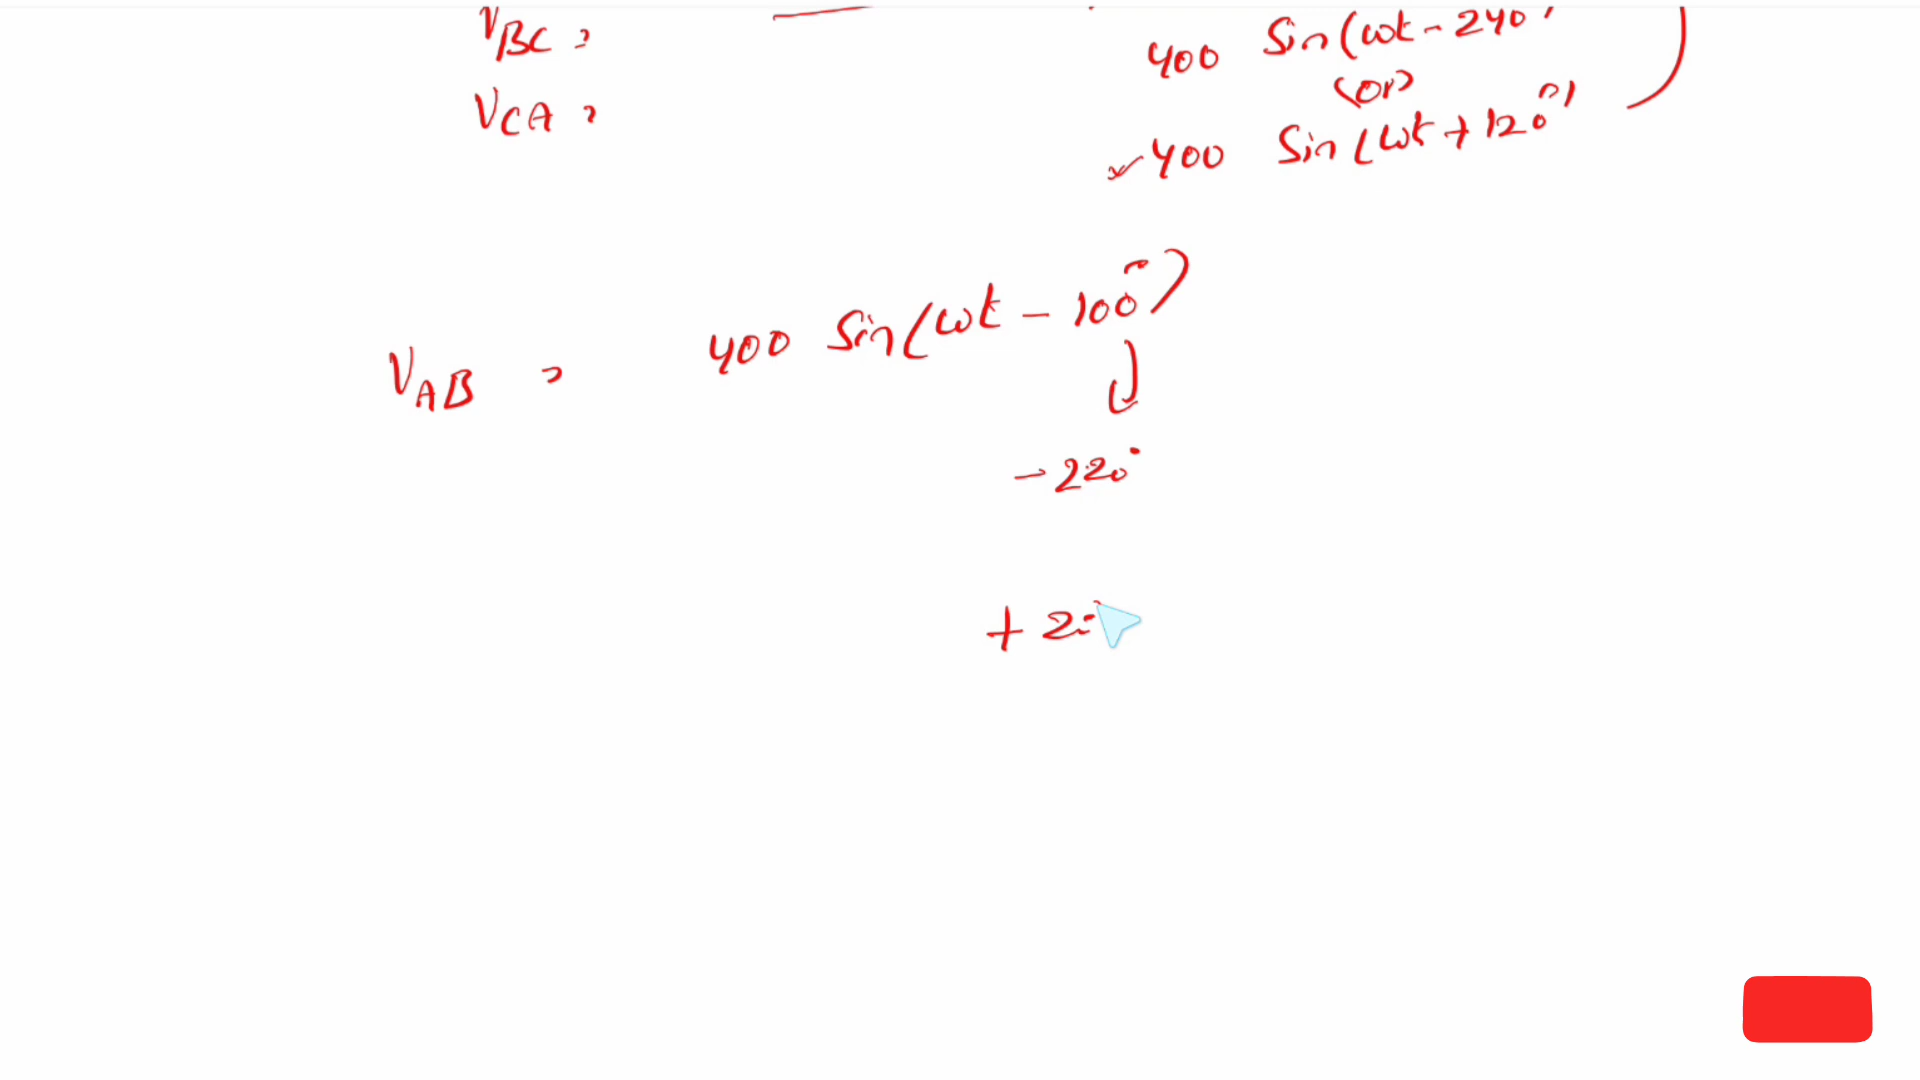 VBC =
400 Sin(ωt - 240°
(or)
VCA =
400 Sin(ωt + 120°)
VAB = 400 Sin(ωt - 100°)
- 220°
+ 2